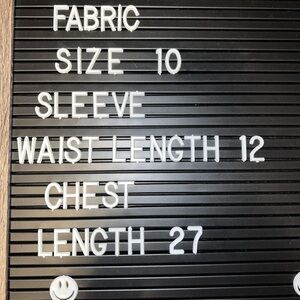 FABRIC
SIZE 10
SLEEVE
WAIST LENGTH 12
CHEST
LENGTH 27